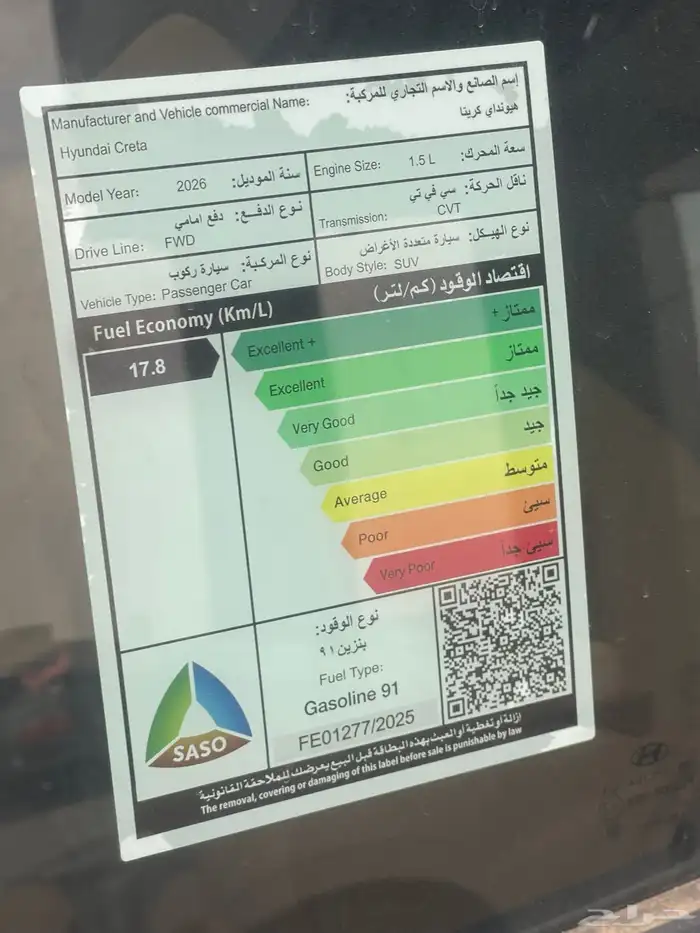 إسم الصانع والاسم التجاري للمركبة:
Manufacturer and Vehicle commercial Name:
هيونداي كريتا
Hyundai Creta
سنة الموديل:
Model Year: 2026
سعة المحرك:
Engine Size: 1.5 L
نوع الدفع: دفع امامي
Drive Line: FWD
ناقل الحركة: سي في تي
Transmission: CVT
نوع المركبة: سيارة ركوب
Vehicle Type: Passenger Car
نوع الهيكل: سيارة متعددة الأغراض
Body Style: SUV
اقتصاد الوقود (كم/لتر)
Fuel Economy (Km/L)
17.8
Excellent + ممتاز +
Excellent ممتاز
Very Good جيد جداً
Good جيد
Average متوسط
Poor سيئ
Very Poor سيئ جداً
نوع الوقود:
بنزين ٩١
Fuel Type:
Gasoline 91
FE01277/2025
SASO
إزالة أو تغطية أو العبث بهذه البطاقة قبل البيع يعرضك للملاحقة القانونية
The removal, covering or damaging of this label before sale is punishable by law
حراج